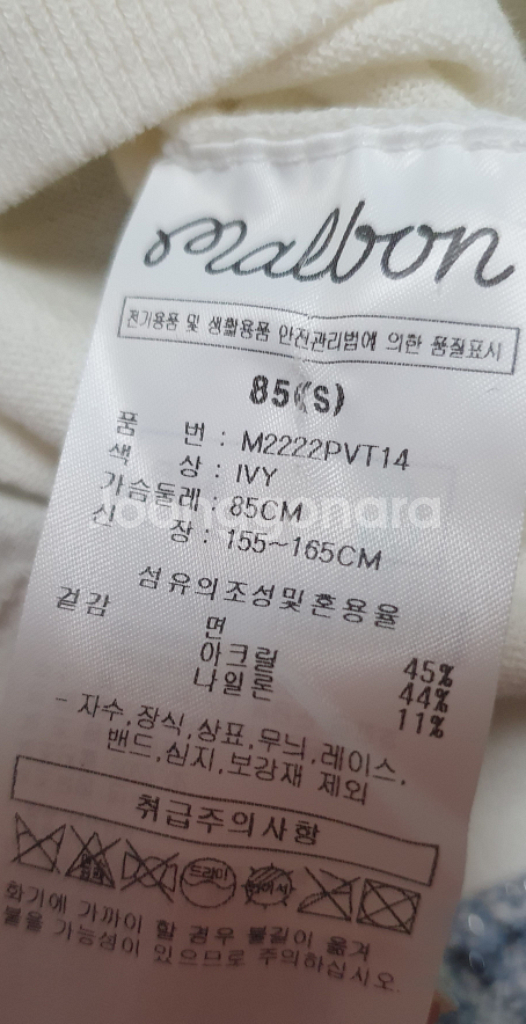 malbon
전기용품 및 생활용품 안전관리법에 의한 품질표시
85(S)
품 번 : M2222PVT14
색 상 : IVY
가슴둘레 : 85CM
신 장 : 155~165CM
joonggonara
섬유의조성및혼용율
겉감
면 45%
아크릴 44%
나일론 11%
- 자수,장식,상표,무늬,레이스,
밴드,심지,보강재 제외
취급주의사항
드라이
화기에 가까이 할 경우 불길이 옮겨
붙을 가능성이 있으므로 주의하십시오.